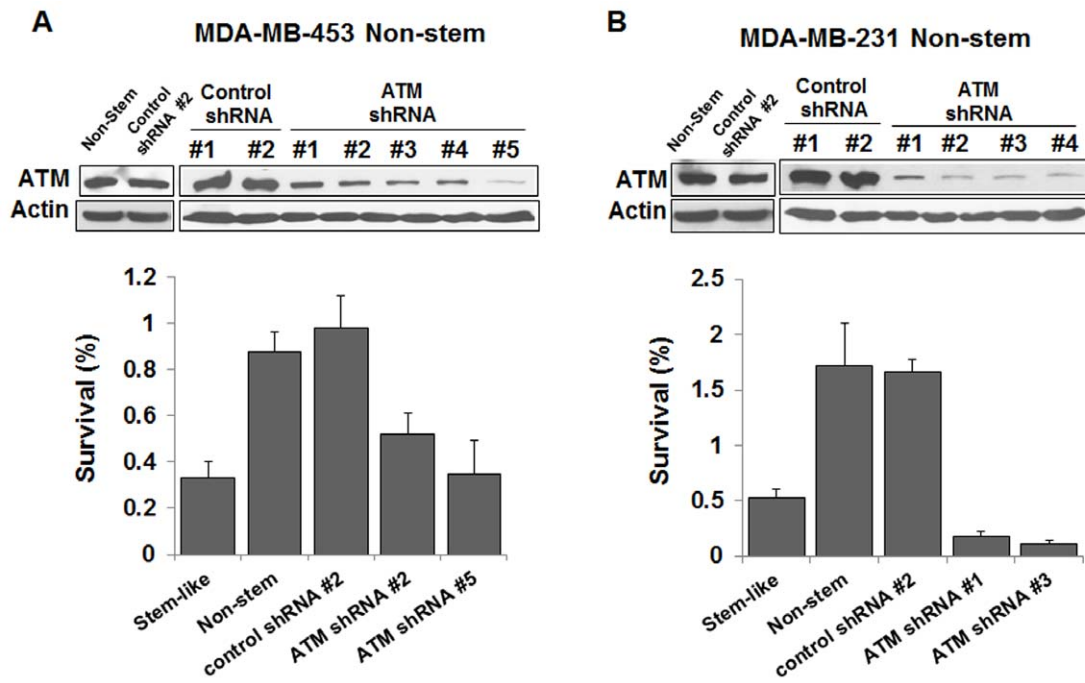 A
MDA-MB-453 Non-stem
Non-Stem
Control
shRNA #2
Control
shRNA
ATM
shRNA
#1 #2 #1 #2 #3 #4 #5
ATM
Actin
1.2
1
0.8
0.6
0.4
0.2
0
Survival (%)
Stem-like
Non-stem
control shRNA #2
ATM shRNA #2
ATM shRNA #5
B
MDA-MB-231 Non-stem
Non-Stem
Control
shRNA #2
Control
shRNA
ATM
shRNA
#1 #2 #1 #2 #3 #4
ATM
Actin
2.5
2
1.5
1
0.5
0
Survival (%)
Stem-like
Non-stem
control shRNA #2
ATM shRNA #1
ATM shRNA #3